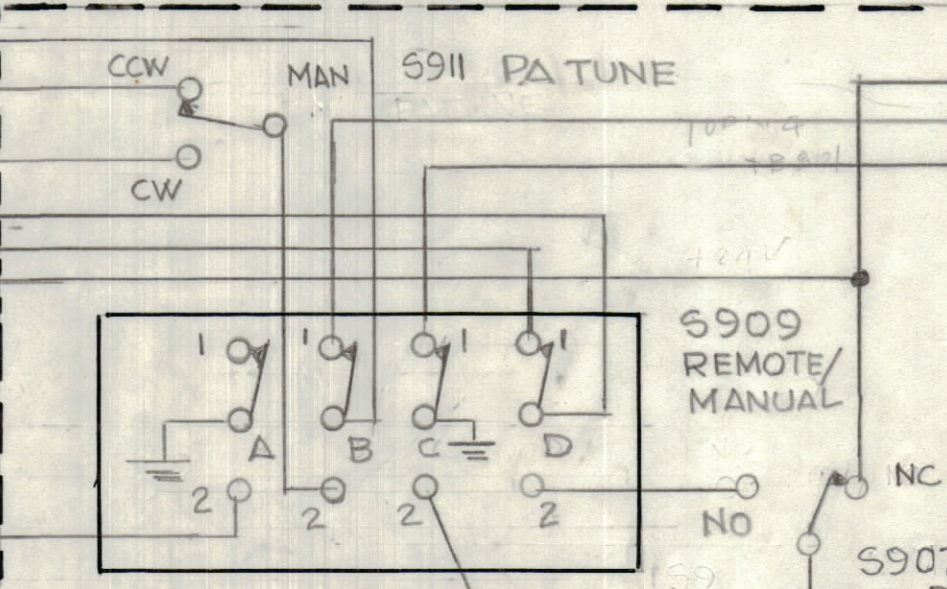 CCW
MAN
S911 PA TUNE
CW
+24V
S909
REMOTE/
MANUAL
1
1
1
1
A
B
C
D
NC
2
2
2
2
NO
S907